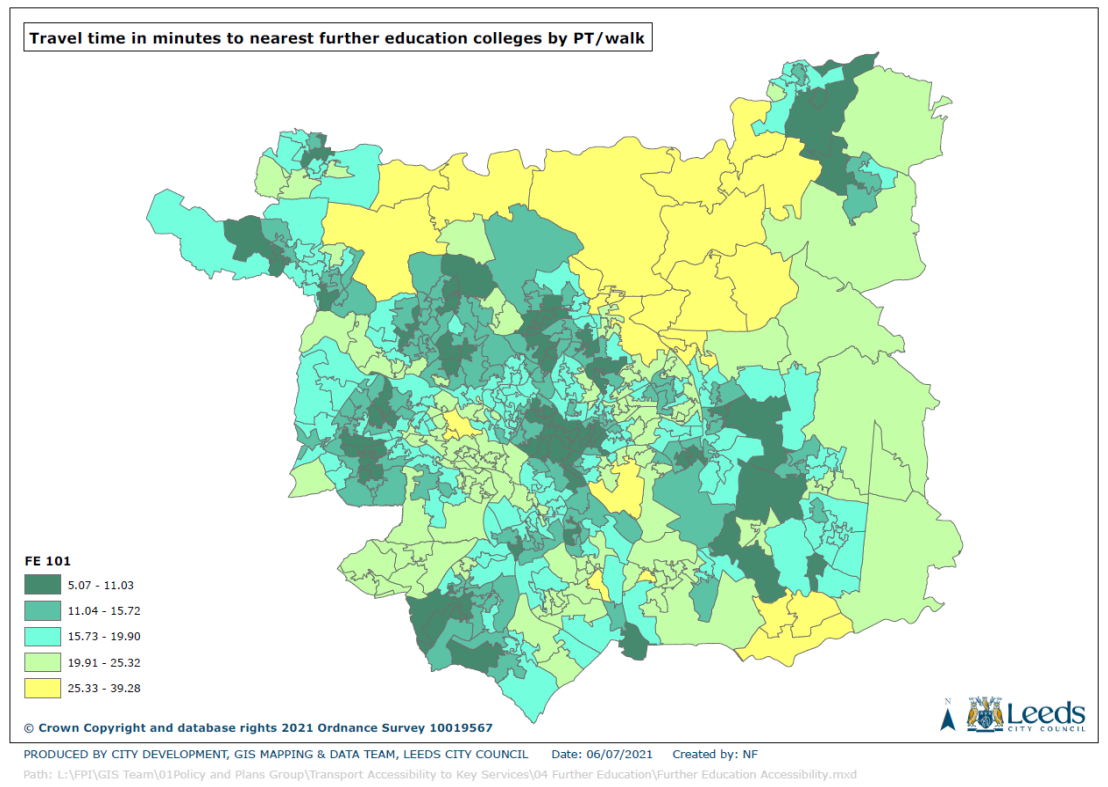 Travel time in minutes to nearest further education colleges by PT/walk
FE 101
5.07 - 11.03
11.04 - 15.72
15.73 - 19.90
19.91 - 25.32
25.33 - 39.28
© Crown Copyright and database rights 2021 Ordnance Survey 10019567
N
Leeds
CITY COUNCIL
PRODUCED BY CITY DEVELOPMENT, GIS MAPPING & DATA TEAM, LEEDS CITY COUNCIL Date: 06/07/2021 Created by: NF
Path: L:\FPI\GIS Team\01Policy and Plans Group\Transport Accessibility to Key Services\04 Further Education\Further Education Accessibility.mxd